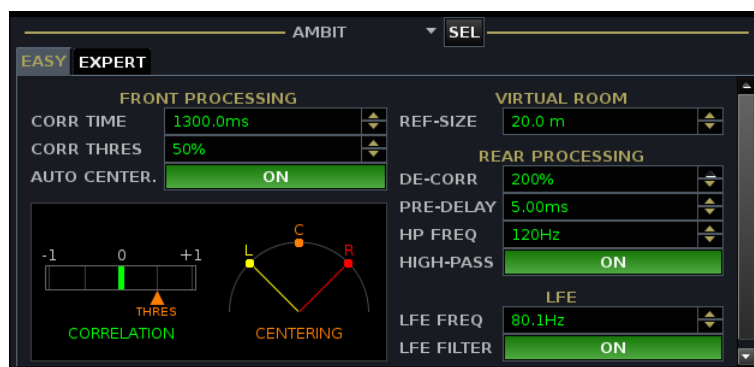 AMBIT SEL
EASY EXPERT
FRONT PROCESSING
CORR TIME 1300.0ms
CORR THRES 50%
AUTO CENTER. ON
-1 0 +1
THRES
CORRELATION
L C R
CENTERING
VIRTUAL ROOM
REF-SIZE 20.0 m
REAR PROCESSING
DE-CORR 200%
PRE-DELAY 5.00ms
HP FREQ 120Hz
HIGH-PASS ON
LFE
LFE FREQ 80.1Hz
LFE FILTER ON